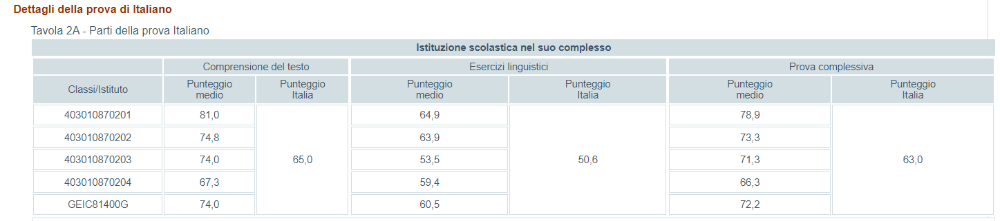 Dettagli della prova di Italiano
Tavola 2A - Parti della prova Italiano
Istituzione scolastica nel suo complesso
Comprensione del testo Esercizi linguistici Prova complessiva
Classi/Istituto Punteggio medio Punteggio Italia Punteggio medio Punteggio Italia Punteggio medio Punteggio Italia
403010870201 81,0 64,9 78,9
403010870202 74,8 63,9 73,3
403010870203 74,0 65,0 53,5 50,6 71,3 63,0
403010870204 67,3 59,4 66,3
GEIC81400G 74,0 60,5 72,2